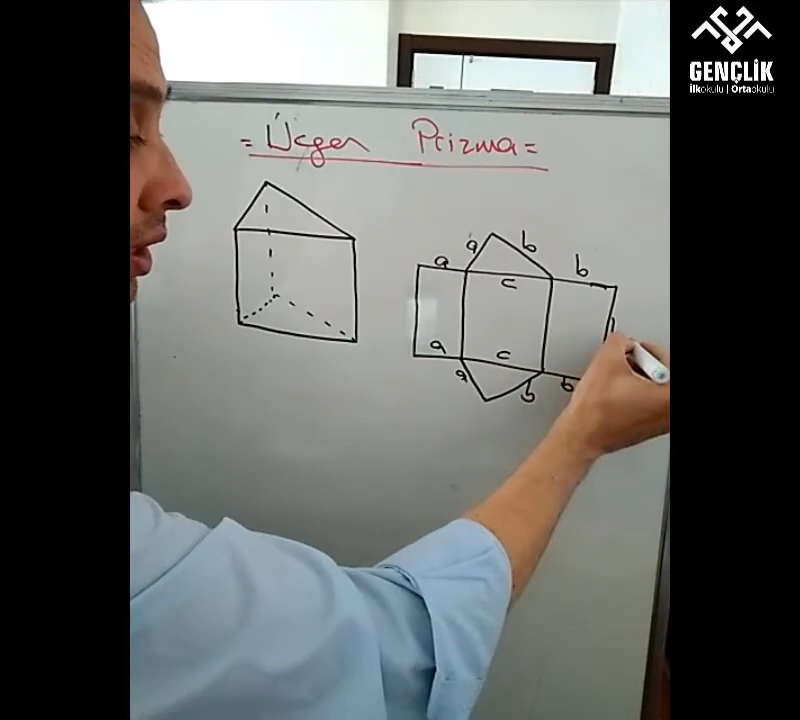 GENÇLİK
İlkokulu | Ortaokulu
= Üçgen Prizma =
a b
a c b
a c b
a b
h